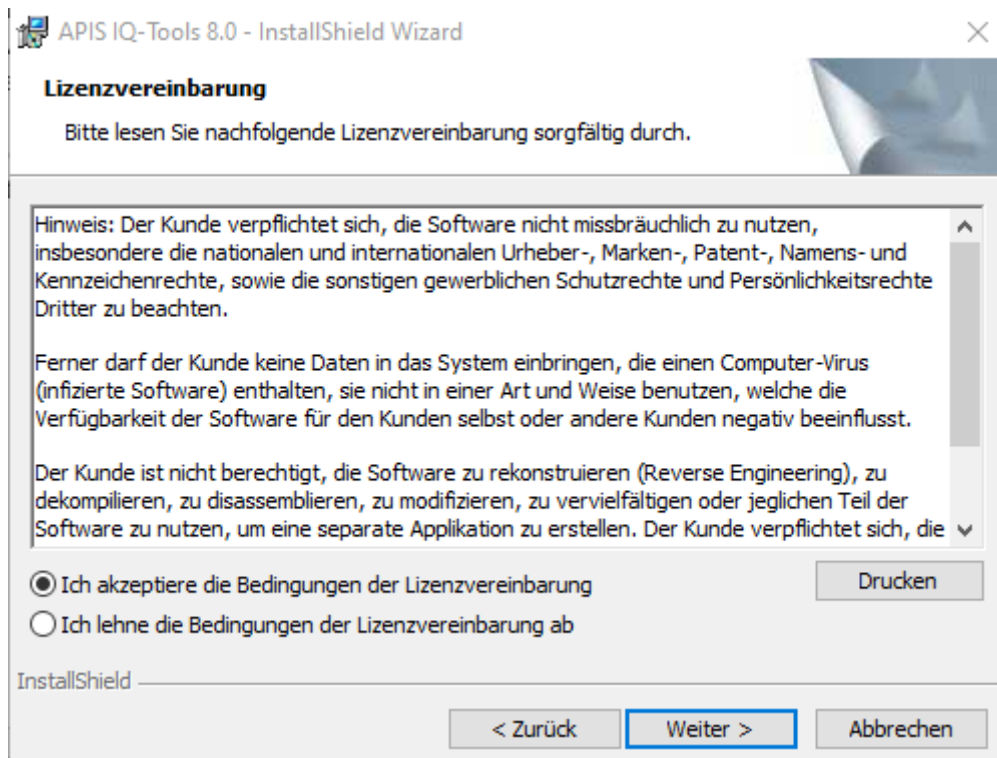 APIS IQ-Tools 8.0 - InstallShield Wizard
Lizenzvereinbarung
Bitte lesen Sie nachfolgende Lizenzvereinbarung sorgfältig durch.
Hinweis: Der Kunde verpflichtet sich, die Software nicht missbräuchlich zu nutzen,
insbesondere die nationalen und internationalen Urheber-, Marken-, Patent-, Namens- und
Kennzeichenrechte, sowie die sonstigen gewerblichen Schutzrechte und Persönlichkeitsrechte
Dritter zu beachten.
Ferner darf der Kunde keine Daten in das System einbringen, die einen Computer-Virus
(infizierte Software) enthalten, sie nicht in einer Art und Weise benutzen, welche die
Verfügbarkeit der Software für den Kunden selbst oder andere Kunden negativ beeinflusst.
Der Kunde ist nicht berechtigt, die Software zu rekonstruieren (Reverse Engineering), zu
dekompilieren, zu disassemblieren, zu modifizieren, zu vervielfältigen oder jeglichen Teil der
Software zu nutzen, um eine separate Applikation zu erstellen. Der Kunde verpflichtet sich, die
Ich akzeptiere die Bedingungen der Lizenzvereinbarung
Drucken
Ich lehne die Bedingungen der Lizenzvereinbarung ab
InstallShield
< Zurück
Weiter >
Abbrechen